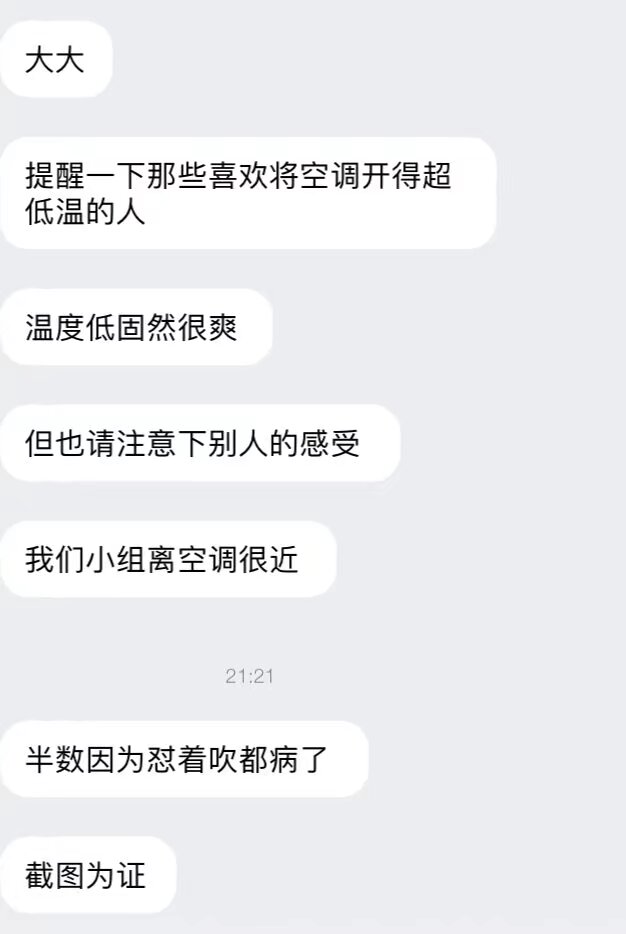 大大
提醒一下那些喜欢将空调开得超
低温的人
温度低固然很爽
但也请注意下别人的感受
我们小组离空调很近
21:21
半数因为怼着吹都病了
截图为证